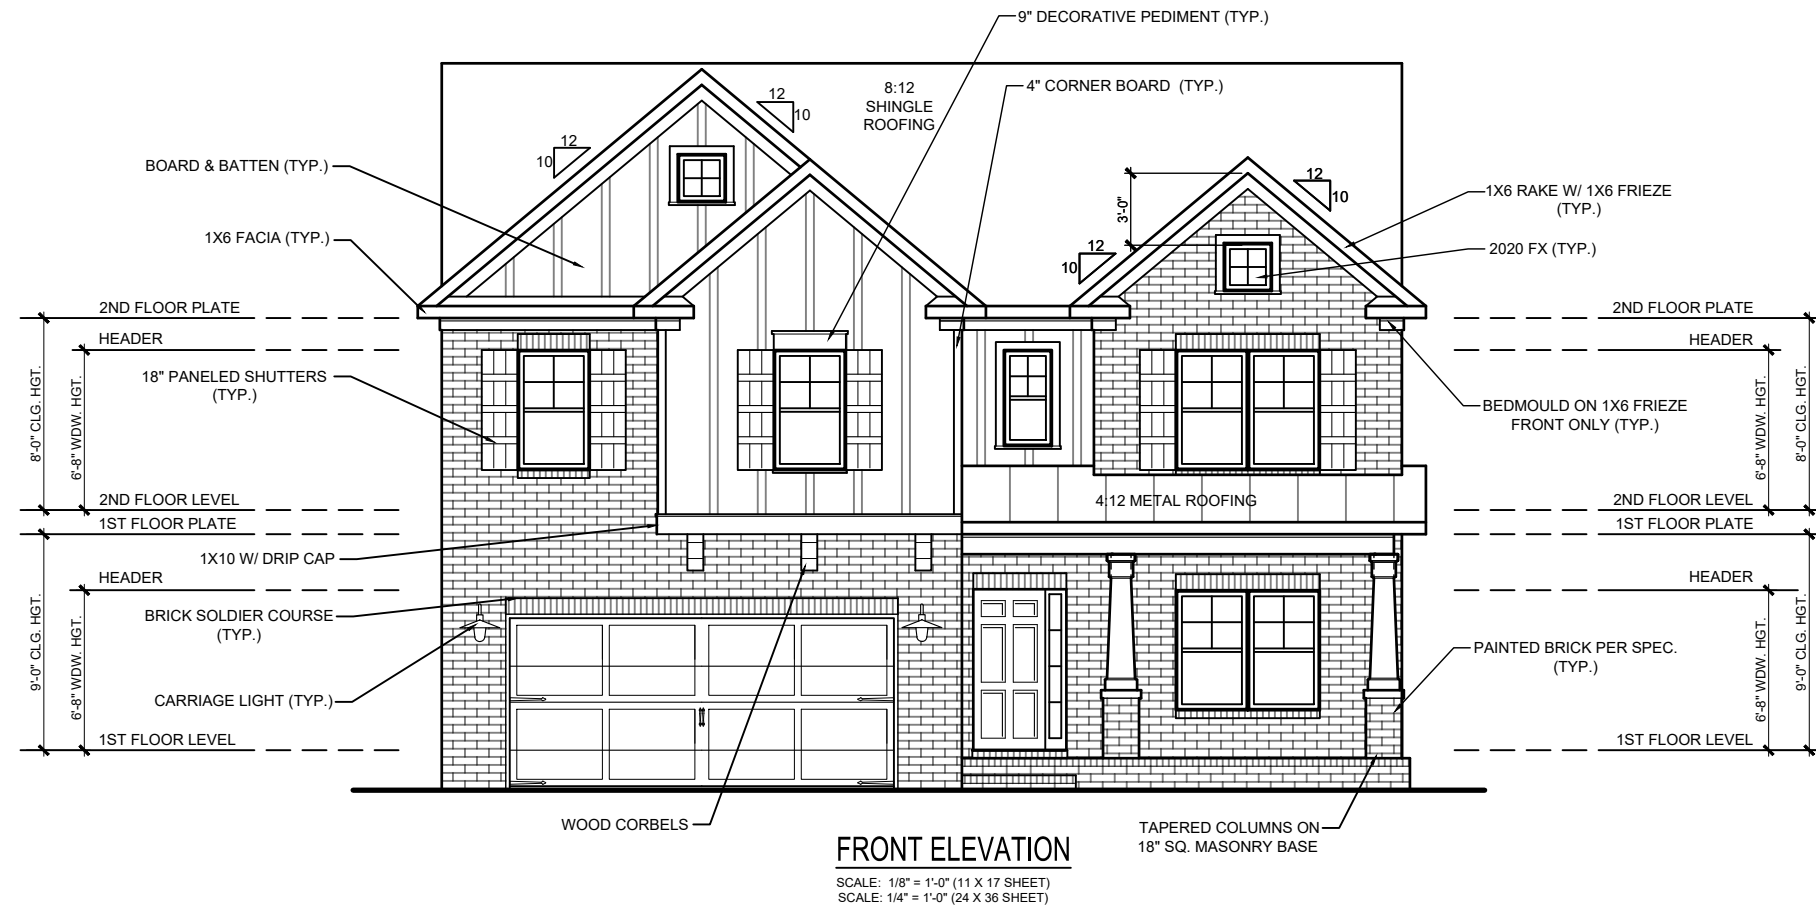 9" DECORATIVE PEDIMENT (TYP.)
8:12
SHINGLE
ROOFING
4" CORNER BOARD (TYP.)
12
10
12
10
12
10
12
10
BOARD & BATTEN (TYP.)
1X6 FACIA (TYP.)
3'-0"
1X6 RAKE W/ 1X6 FRIEZE
(TYP.)
2020 FX (TYP.)
2ND FLOOR PLATE
HEADER
18" PANELED SHUTTERS
(TYP.)
8'-0" CLG. HGT.
6'-8" WDW. HGT.
2ND FLOOR LEVEL
1ST FLOOR PLATE
1X10 W/ DRIP CAP
HEADER
BRICK SOLDIER COURSE
(TYP.)
9'-0" CLG. HGT.
6'-8" WDW. HGT.
CARRIAGE LIGHT (TYP.)
1ST FLOOR LEVEL
4:12 METAL ROOFING
2ND FLOOR PLATE
HEADER
BEDMOULD ON 1X6 FRIEZE
FRONT ONLY (TYP.)
6'-8" WDW. HGT.
8'-0" CLG. HGT.
2ND FLOOR LEVEL
1ST FLOOR PLATE
HEADER
PAINTED BRICK PER SPEC.
(TYP.)
6'-8" WDW. HGT.
9'-0" CLG. HGT.
1ST FLOOR LEVEL
WOOD CORBELS
TAPERED COLUMNS ON
18" SQ. MASONRY BASE
FRONT ELEVATION
SCALE: 1/8" = 1'-0" (11 X 17 SHEET)
SCALE: 1/4" = 1'-0" (24 X 36 SHEET)